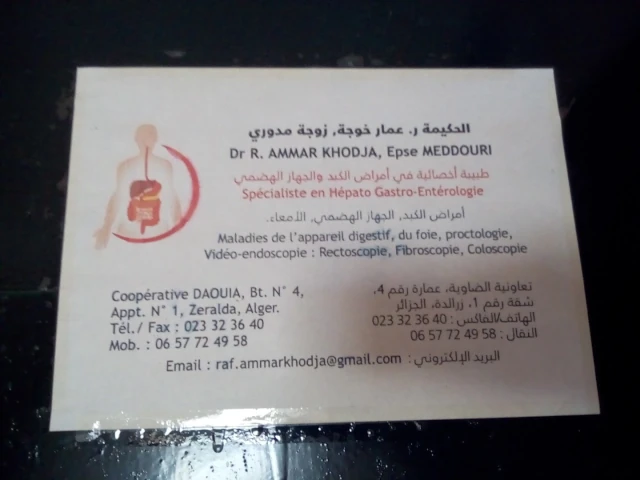 الحكيمة ر. عمار خوجة, زوجة مدوري
Dr R. AMMAR KHODJA, Epse MEDDOURI
طبيبة أخصائية في أمراض الكبد والجهاز الهضمي
Spécialiste en Hépato Gastro-Entérologie
أمراض الكبد, الجهاز الهضمي, الأمعاء.
Maladies de l'appareil digestif, du foie, proctologie,
Vidéo-endoscopie : Rectoscopie, Fibroscopie, Coloscopie
Coopérative DAOUIA, Bt. N° 4,
Appt. N° 1, Zeralda, Alger.
Tél./ Fax : 023 32 36 40
Mob. : 06 57 72 49 58
تعاونية الضاوية, عمارة رقم 4,
شقة رقم 1, زرالدة, الجزائر
الهاتف/الفاكس : 023 32 36 40
النقال : 06 57 72 49 58
Email : raf.ammarkhodja@gmail.com : البريد الإلكتروني